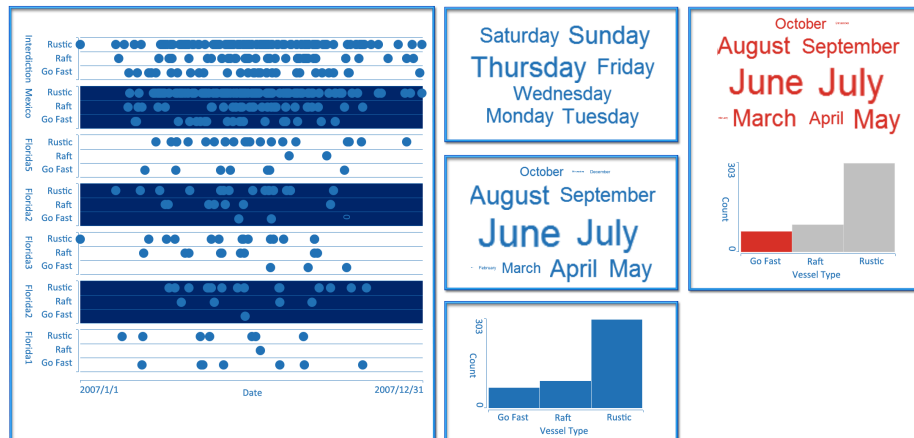 Interdiction
Rustic
Raft
Go Fast
Mexico
Rustic
Raft
Go Fast
Florida5
Rustic
Raft
Go Fast
Florida2
Rustic
Raft
Go Fast
Florida3
Rustic
Raft
Go Fast
Florida2
Rustic
Raft
Go Fast
Florida1
Rustic
Raft
Go Fast
2007/1/1 Date 2007/12/31
Saturday Sunday
Thursday Friday
Wednesday
Monday Tuesday
October December
August September
June July
February March April May
303
Count
0
Go Fast Raft Rustic
Vessel Type
October
August September
June July
March April May
303
Count
0
Go Fast Raft Rustic
Vessel Type